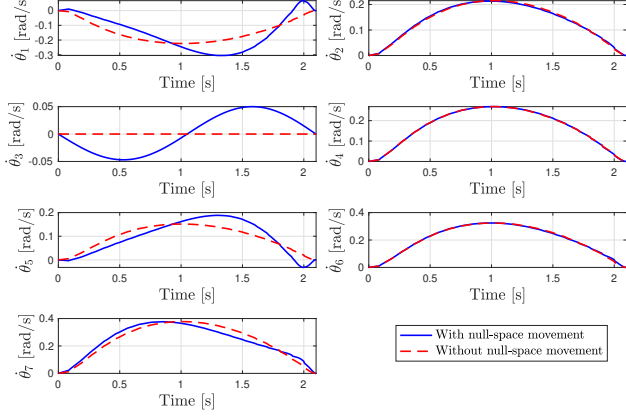 0
-0.1
-0.2
-0.3
θ̇1 [rad/s]
0 0.5 1 1.5 2
Time [s]
0.2
0.1
0
θ̇2 [rad/s]
0 0.5 1 1.5 2
Time [s]
0.05
0
-0.05
θ̇3 [rad/s]
0 0.5 1 1.5 2
Time [s]
0.2
0.1
0
θ̇4 [rad/s]
0 0.5 1 1.5 2
Time [s]
0.2
0.1
0
θ̇5 [rad/s]
0 0.5 1 1.5 2
Time [s]
0.4
0.2
0
θ̇6 [rad/s]
0 0.5 1 1.5 2
Time [s]
0.4
0.2
0
θ̇7 [rad/s]
0 0.5 1 1.5 2
Time [s]
With null-space movement
Without null-space movement